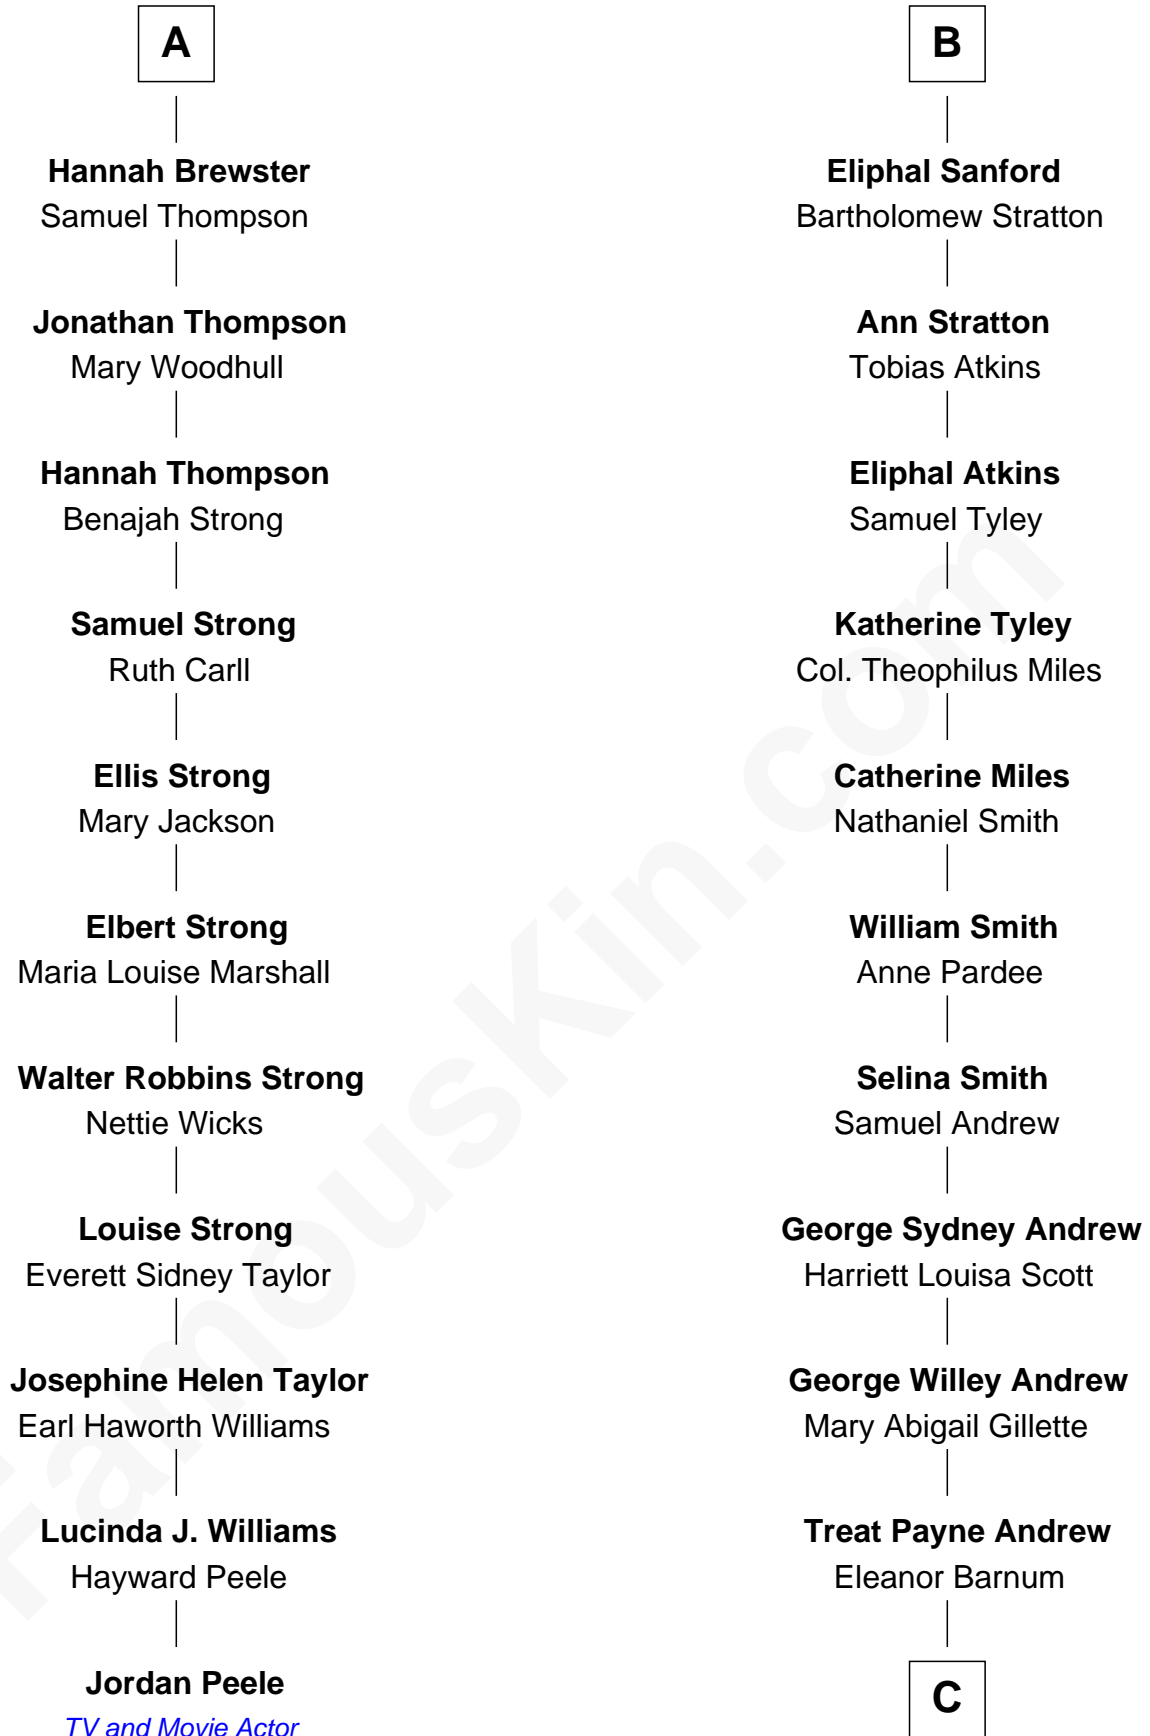 A
Hannah Brewster
Samuel Thompson
Jonathan Thompson
Mary Woodhull
Hannah Thompson
Benajah Strong
Samuel Strong
Ruth Carll
Ellis Strong
Mary Jackson
Elbert Strong
Maria Louise Marshall
Walter Robbins Strong
Nettie Wicks
Louise Strong
Everett Sidney Taylor
Josephine Helen Taylor
Earl Haworth Williams
Lucinda J. Williams
Hayward Peele
Jordan Peele
TV and Movie Actor
B
Eliphal Sanford
Bartholomew Stratton
Ann Stratton
Tobias Atkins
Eliphal Atkins
Samuel Tyley
Katherine Tyley
Col. Theophilus Miles
Catherine Miles
Nathaniel Smith
William Smith
Anne Pardee
Selina Smith
Samuel Andrew
George Sydney Andrew
Harriett Louisa Scott
George Willey Andrew
Mary Abigail Gillette
Treat Payne Andrew
Eleanor Barnum
C
FamousKin.com